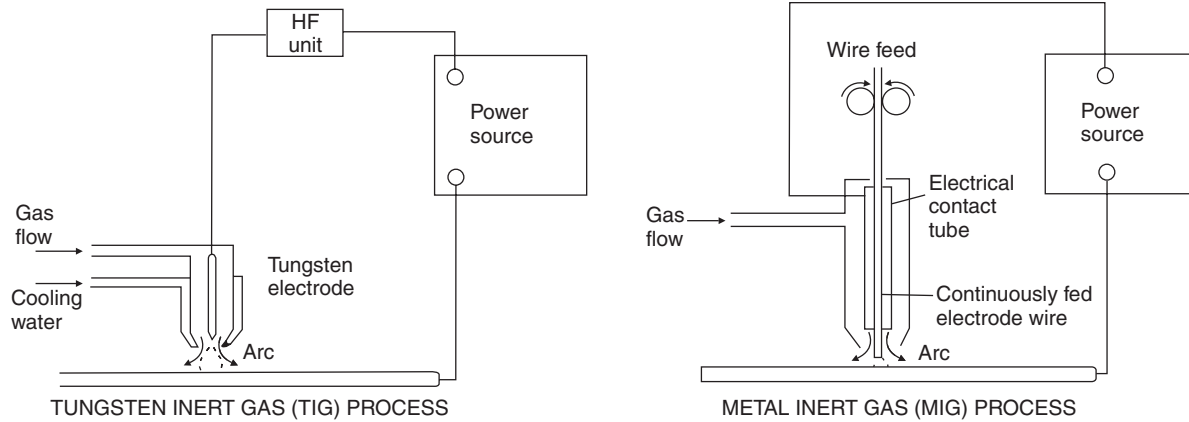 HF
unit
Power
source
Gas
flow
Cooling
water
Tungsten
electrode
Arc
TUNGSTEN INERT GAS (TIG) PROCESS
Wire feed
Power
source
Electrical
contact
tube
Gas
flow
Continuously fed
electrode wire
Arc
METAL INERT GAS (MIG) PROCESS